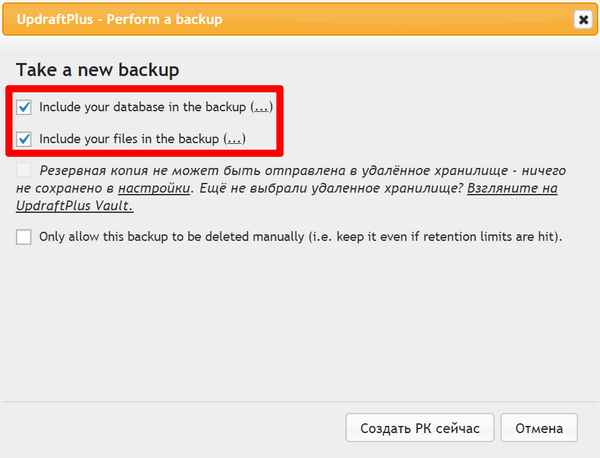 UpdraftPlus - Perform a backup
Take a new backup
Include your database in the backup (...)
Include your files in the backup (...)
Резервная копия не может быть отправлена в удалённое хранилище - ничего
не сохранено в настройки. Ещё не выбрали удаленное хранилище? Взгляните на
UpdraftPlus Vault.
Only allow this backup to be deleted manually (i.e. keep it even if retention limits are hit).
Создать РК сейчас
Отмена